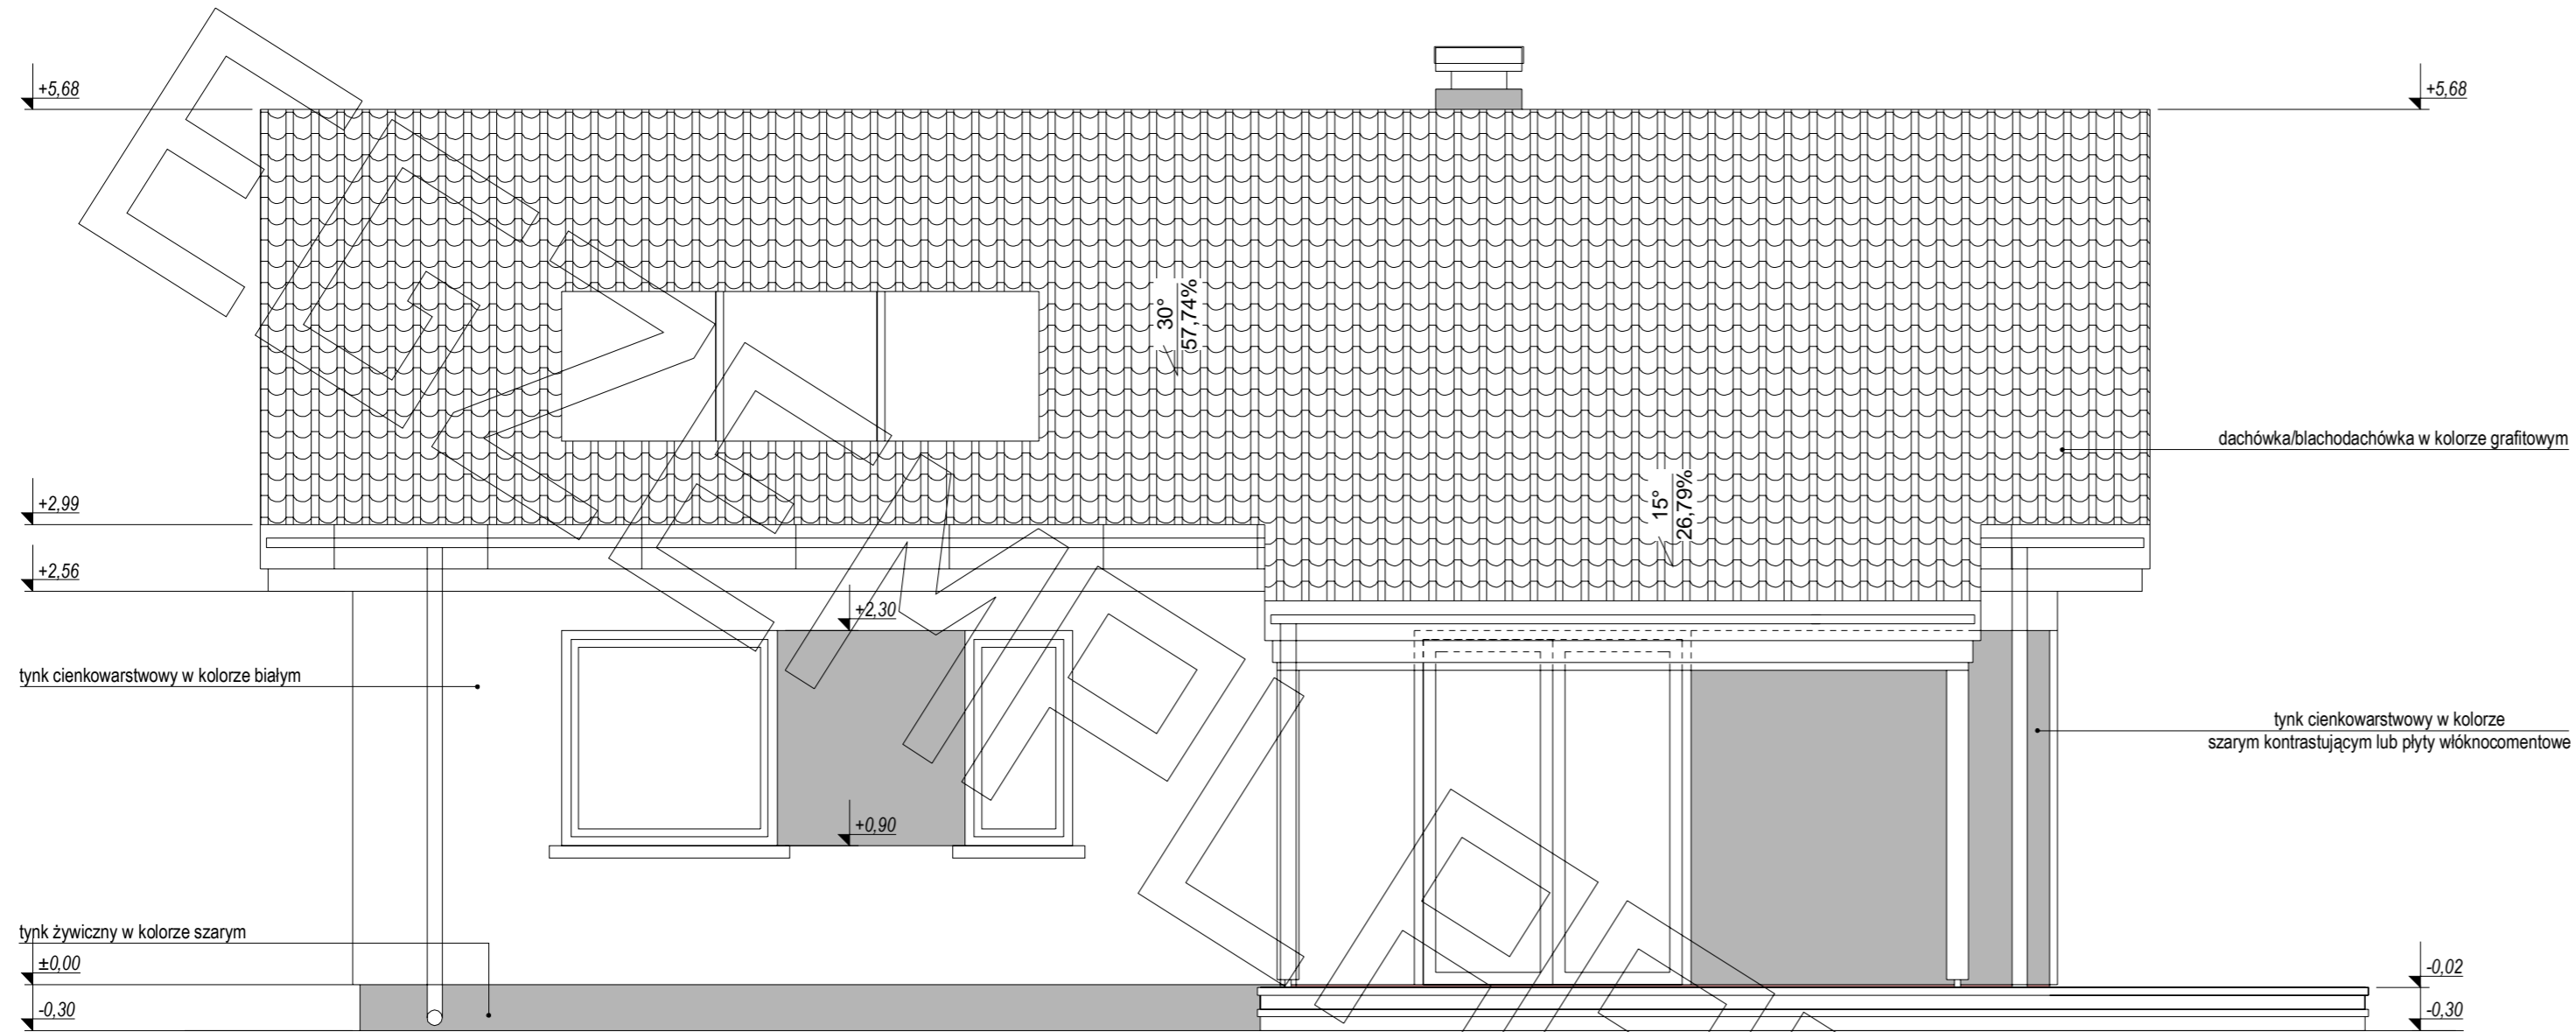 +5,68
+5,68
30°
57,74%
dachówka/blachodachówka w kolorze grafitowym
15°
26,79%
+2,99
+2,56
+2,30
tynk cienkowarstwowy w kolorze białym
tynk cienkowarstwowy w kolorze
szarym kontrastującym lub płyty włóknocomentowe
+0,90
tynk żywiczny w kolorze szarym
±0,00
-0,02
-0,30
-0,30